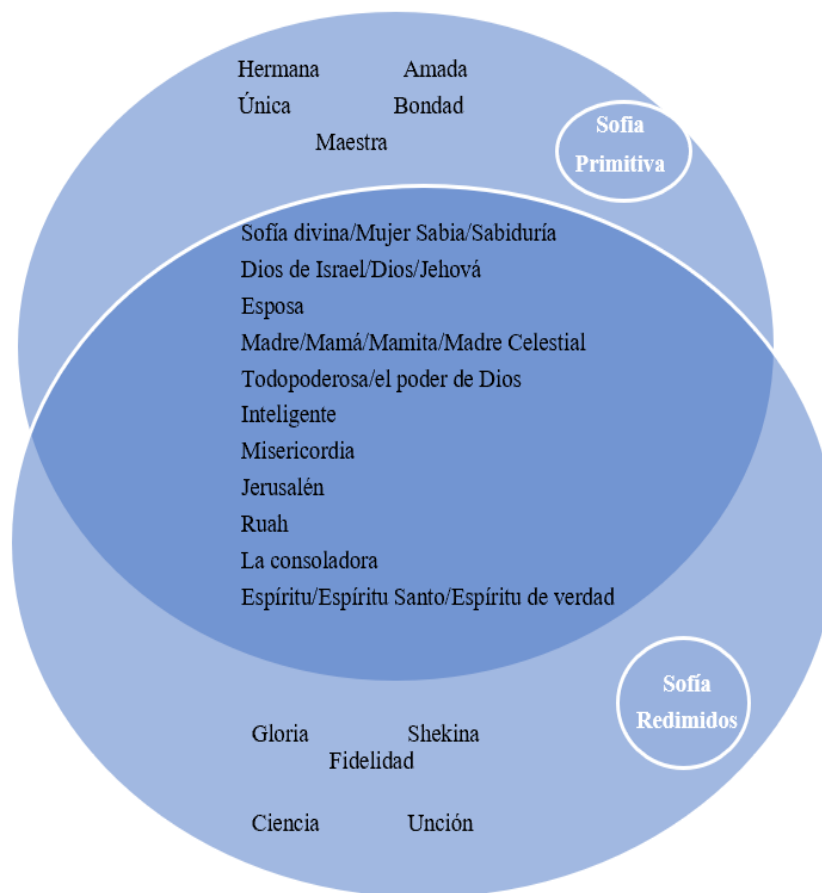 Hermana Amada
Única Bondad
Maestra
Sofia
Primitiva
Sofía divina/Mujer Sabia/Sabiduría
Dios de Israel/Dios/Jehová
Esposa
Madre/Mamá/Mamita/Madre Celestial
Todopoderosa/el poder de Dios
Inteligente
Misericordia
Jerusalén
Ruah
La consoladora
Espíritu/Espíritu Santo/Espíritu de verdad
Sofía
Redimidos
Gloria Shekina
Fidelidad
Ciencia Unción